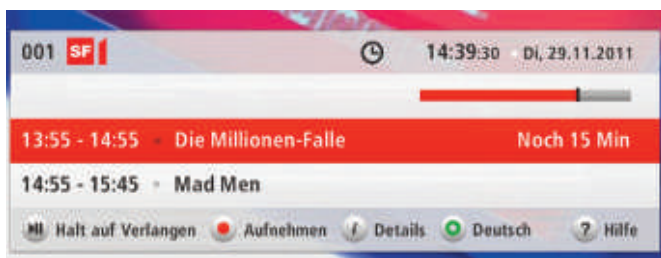 001 SF 14:39:30 Di, 29.11.2011
13:55 - 14:55 Die Millionen-Falle Noch 15 Min
14:55 - 15:45 Mad Men
Halt auf Verlangen Aufnehmen i Details Deutsch ? Hilfe